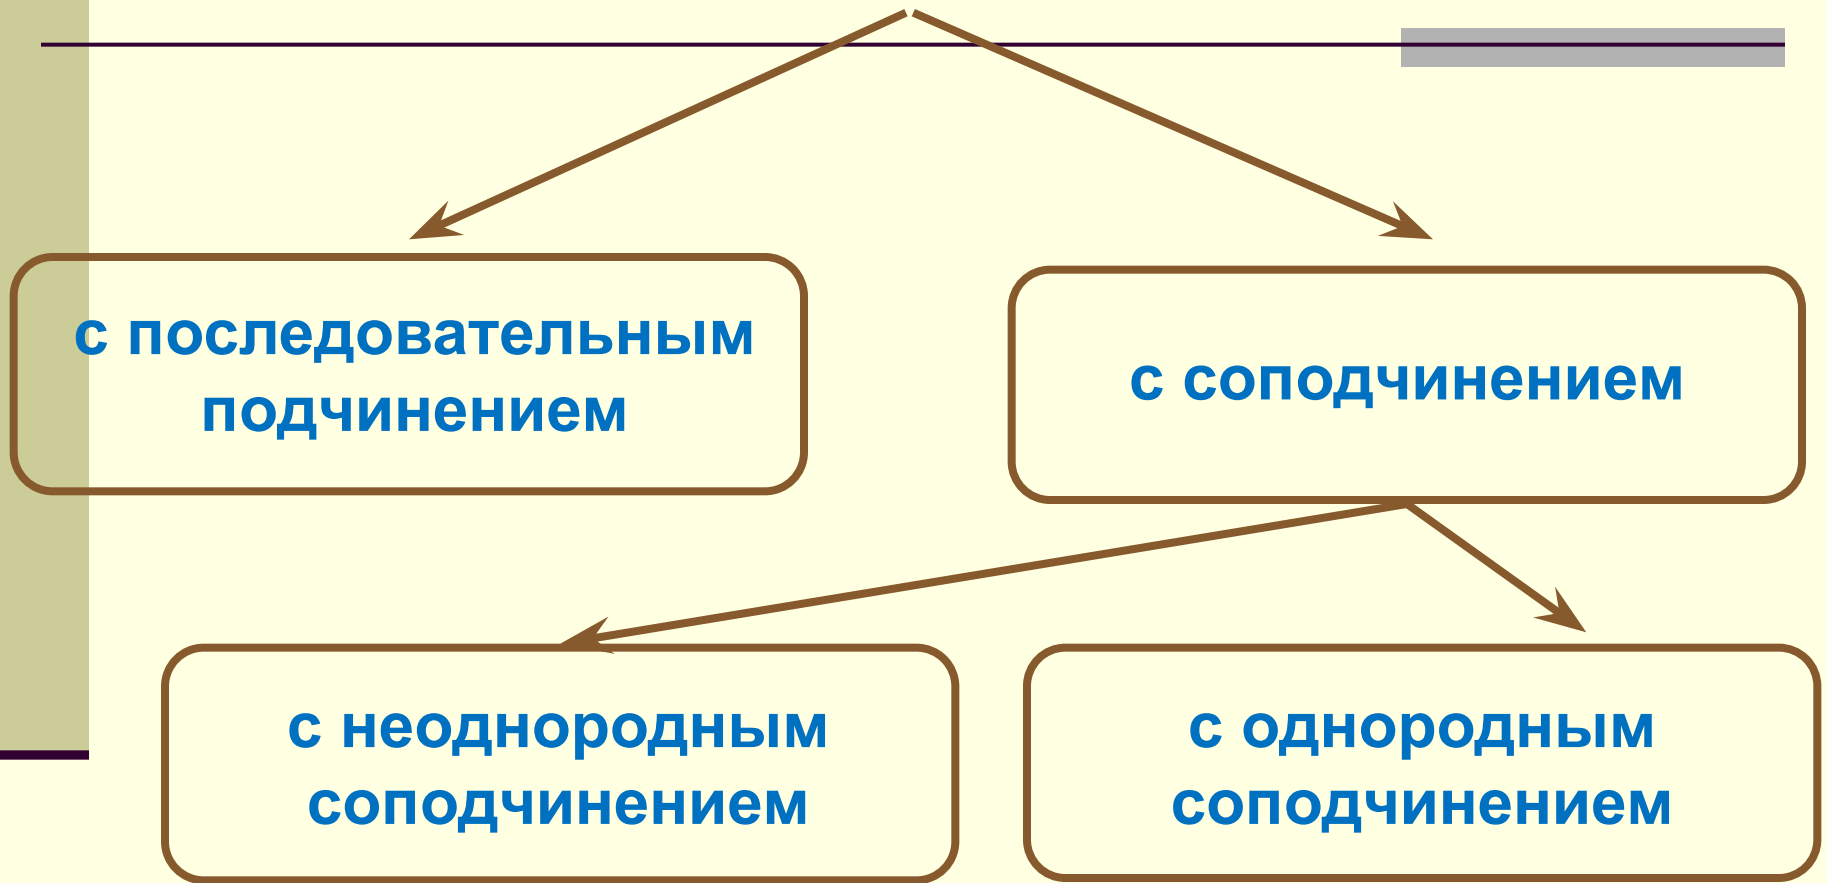 с последовательным
подчинением
с соподчинением
с неоднородным
соподчинением
с однородным
соподчинением